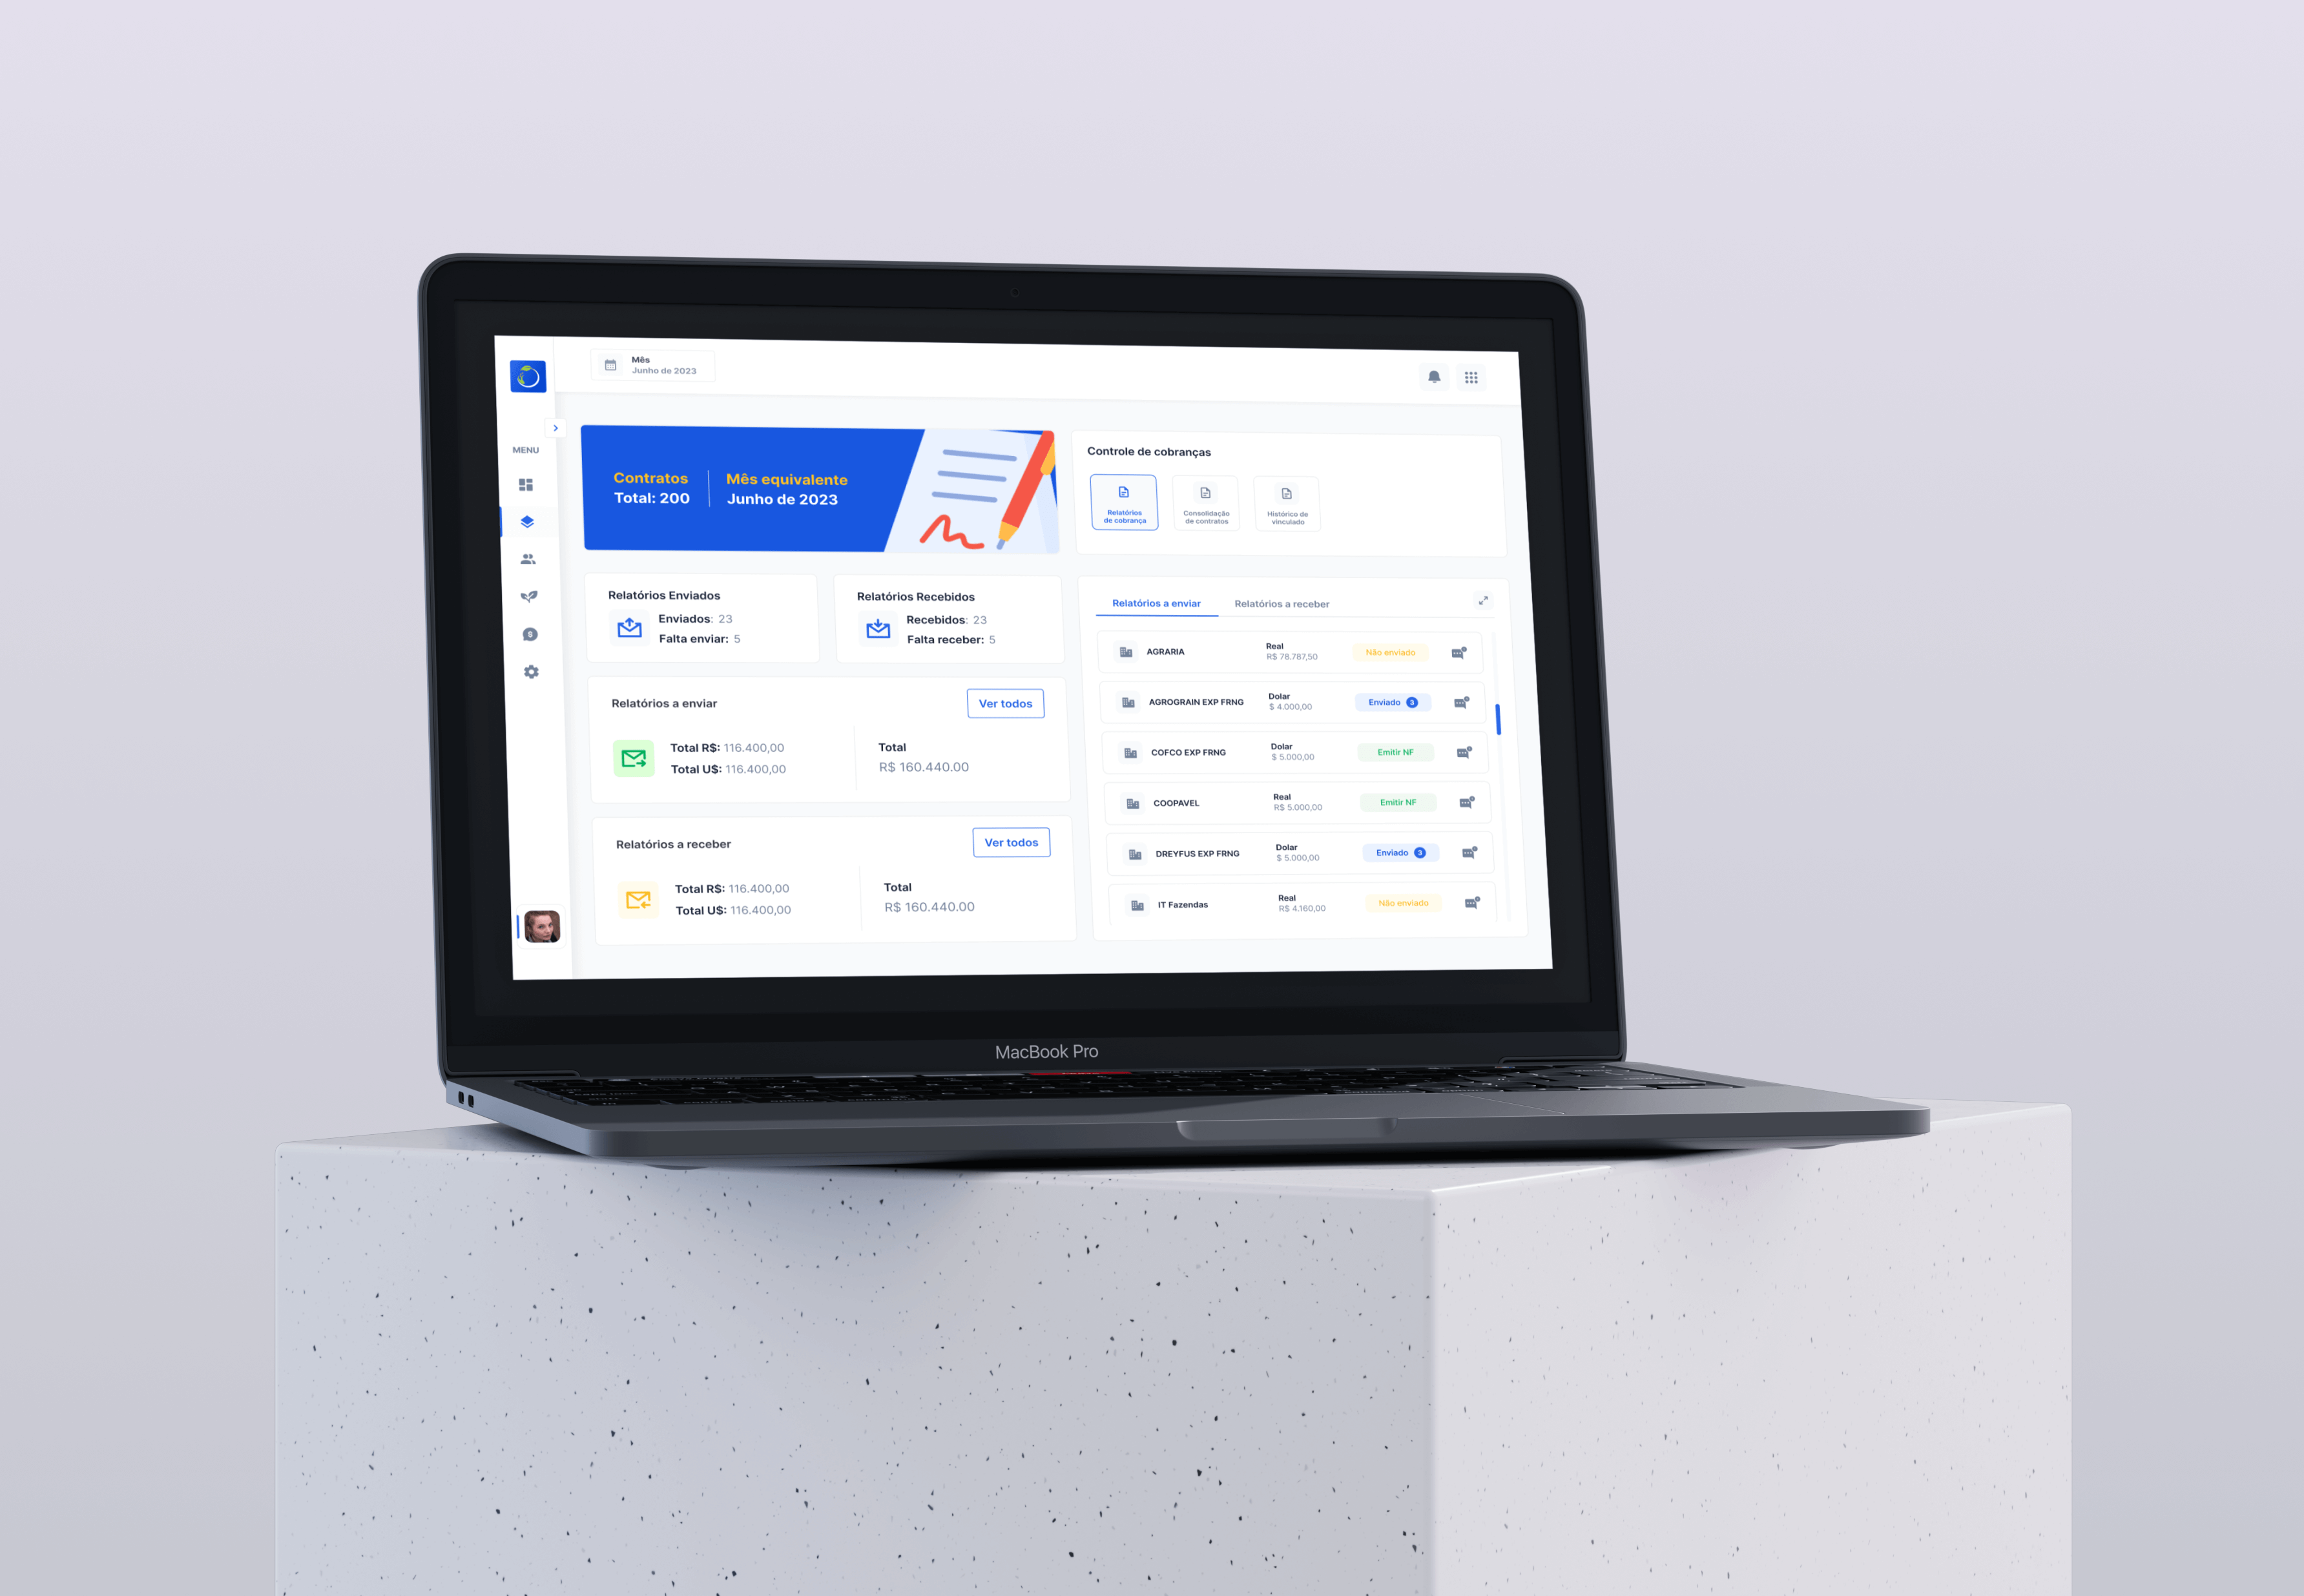 Mês
Junho de 2023
MENU
Contratos
Total: 200
Mês equivalente
Junho de 2023
Controle de cobranças
Relatórios
de cobrança
Consolidação
de contratos
Histórico de
vinculado
Relatórios Enviados
Enviados: 23
Falta enviar: 5
Relatórios Recebidos
Recebidos: 23
Falta receber: 5
Relatórios a enviar
Ver todos
Total R$: 116.400,00
Total U$: 116.400,00
Total
R$ 160.440.00
Relatórios a receber
Ver todos
Total R$: 116.400,00
Total U$: 116.400,00
Total
R$ 160.440.00
Relatórios a enviar
Relatórios a receber
AGRARIA
Real
R$ 78.787,50
Não enviado
AGROGRAIN EXP FRNG
Dolar
$ 4.000,00
Enviado 3
COFCO EXP FRNG
Dolar
$ 5.000,00
Emitir NF
COOPAVEL
Real
R$ 5.000,00
Emitir NF
DREYFUS EXP FRNG
Dolar
$ 5.000,00
Enviado 3
IT Fazendas
Real
R$ 4.160,00
Não enviado
MacBook Pro